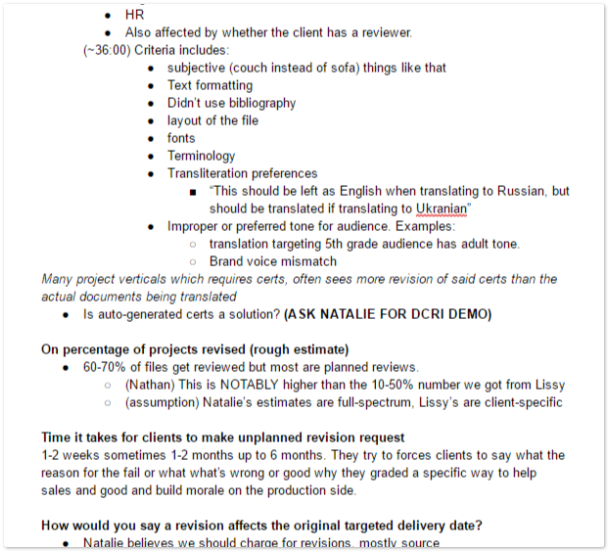 HR
Also affected by whether the client has a reviewer.
(~36:00) Criteria includes:
subjective (couch instead of sofa) things like that
Text formatting
Didn't use bibliography
layout of the file
fonts
Terminology
Transliteration preferences
"This should be left as English when translating to Russian, but
should be translated if translating to Ukranian"
Improper or preferred tone for audience. Examples:
translation targeting 5th grade audience has adult tone.
Brand voice mismatch
Many project verticals which requires certs, often sees more revision of said certs than the
actual documents being translated
Is auto-generated certs a solution? (ASK NATALIE FOR DCRI DEMO)
On percentage of projects revised (rough estimate)
60-70% of files get reviewed but most are planned reviews.
(Nathan) This is NOTABLY higher than the 10-50% number we got from Lissy
(assumption) Natalie's estimates are full-spectrum, Lissy's are client-specific
Time it takes for clients to make unplanned revision request
1-2 weeks sometimes 1-2 months up to 6 months. They try to forces clients to say what the
reason for the fail or what what's wrong or good why they graded a specific way to help
sales and good and build morale on the production side.
How would you say a revision affects the original targeted delivery date?
Natalie believes we should charge for revisions, mostly source